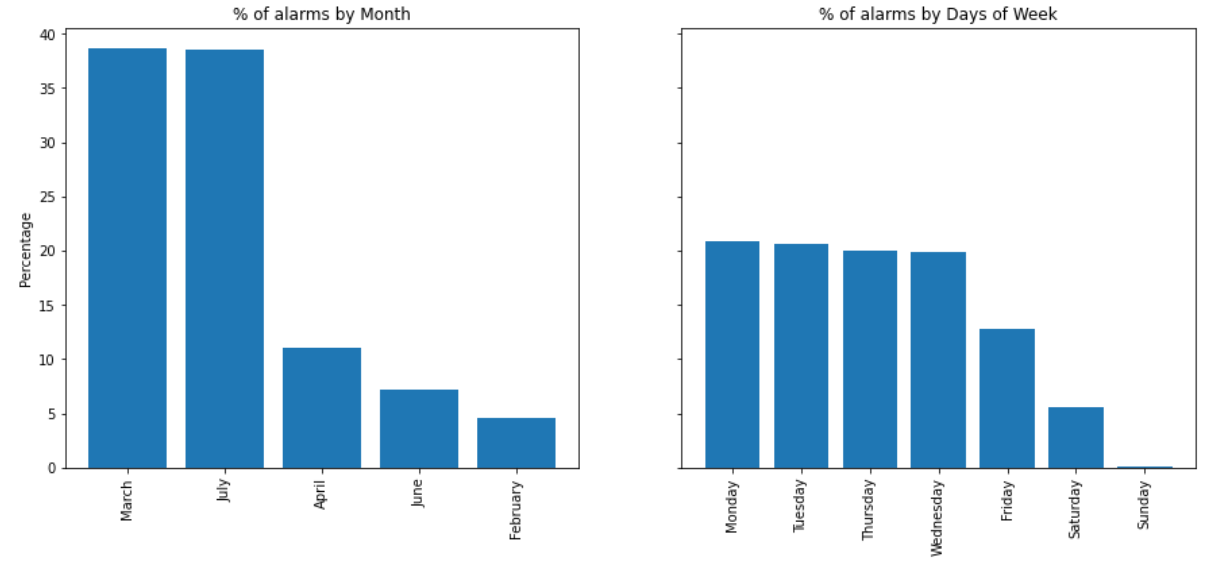 % of alarms by Month
% of alarms by Days of Week
Percentage
40
35
30
25
20
15
10
5
0
March
July
April
June
February
Monday
Tuesday
Thursday
Wednesday
Friday
Saturday
Sunday